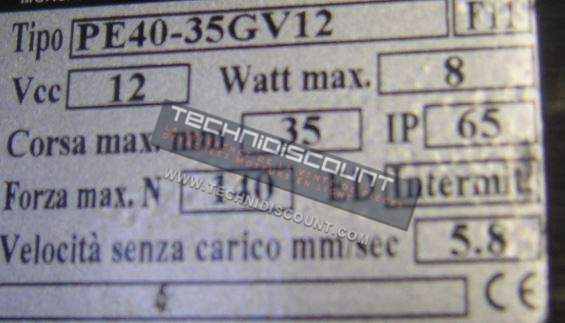 Tipo PE40-35GV12
Vcc 12 Watt max. 8
Corsa max. mm 35 IP 65
TECHNIDISCOUNT
Forza max. N 110 Intermit
WWW.TECHNIDISCOUNT.COM
Velocità senza carico mm/sec 5.8
CE